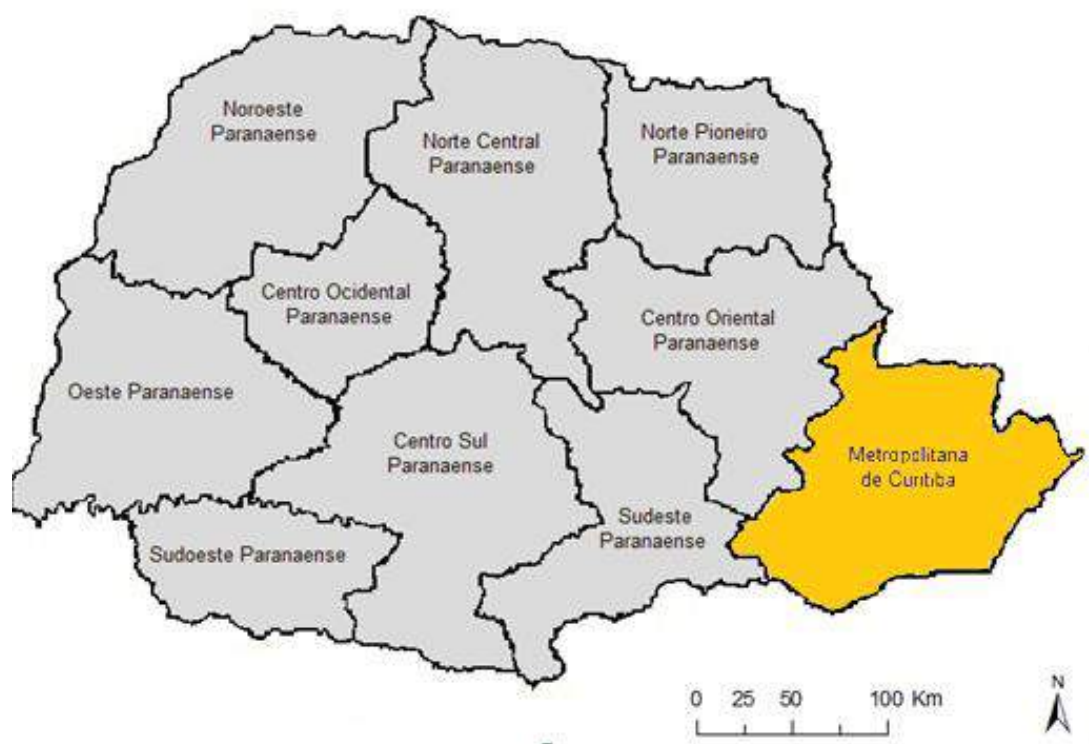 Noroeste
Paranaense
Norte Central
Paranaense
Norte Pioneiro
Paranaense
Centro Ocidental
Paranaense
Centro Oriental
Paranaense
Oeste Paranaense
Centro Sul
Paranaense
Metropolitana
de Curitiba
Sudeste
Paranaense
Sudoeste Paranaense
N
0 25 50 100 Km